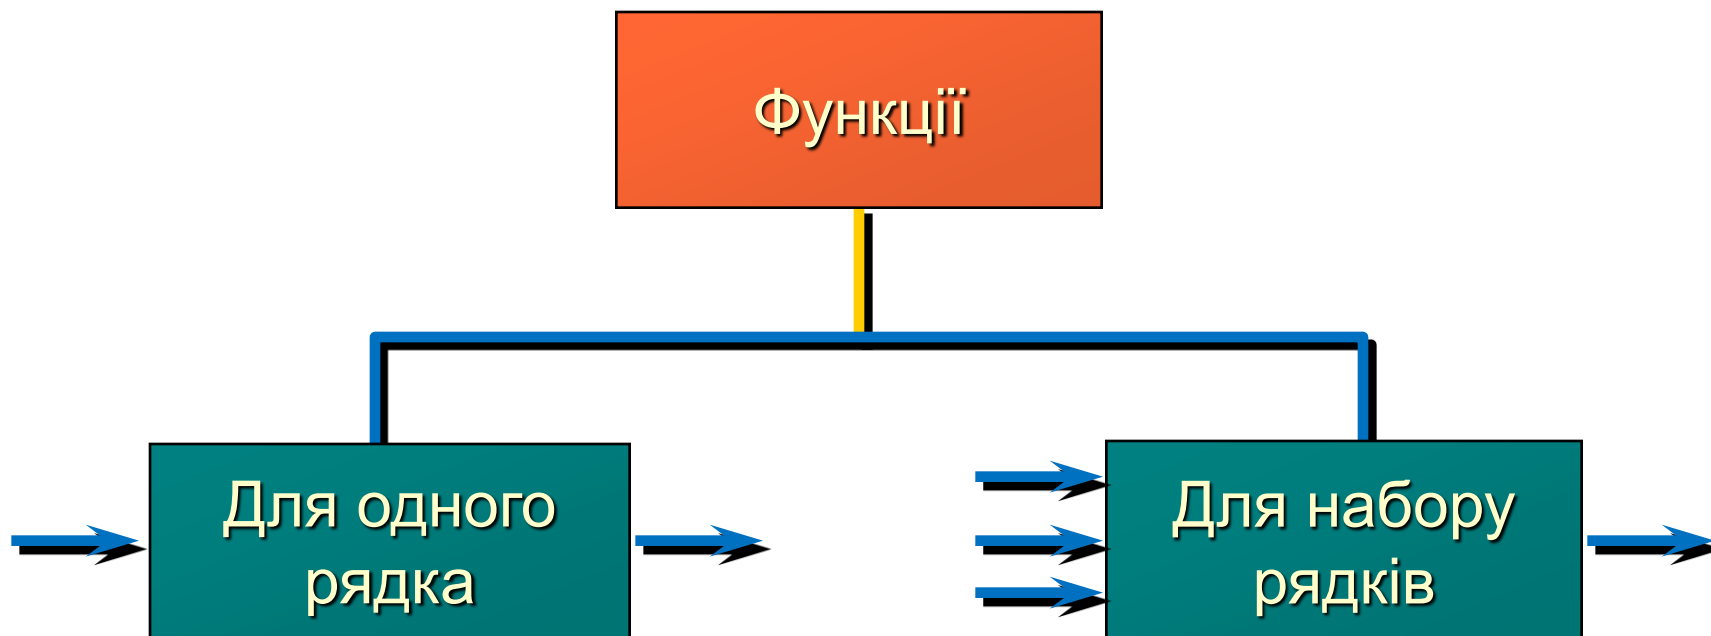 Функції
Для одного
рядка
Для набору
рядків